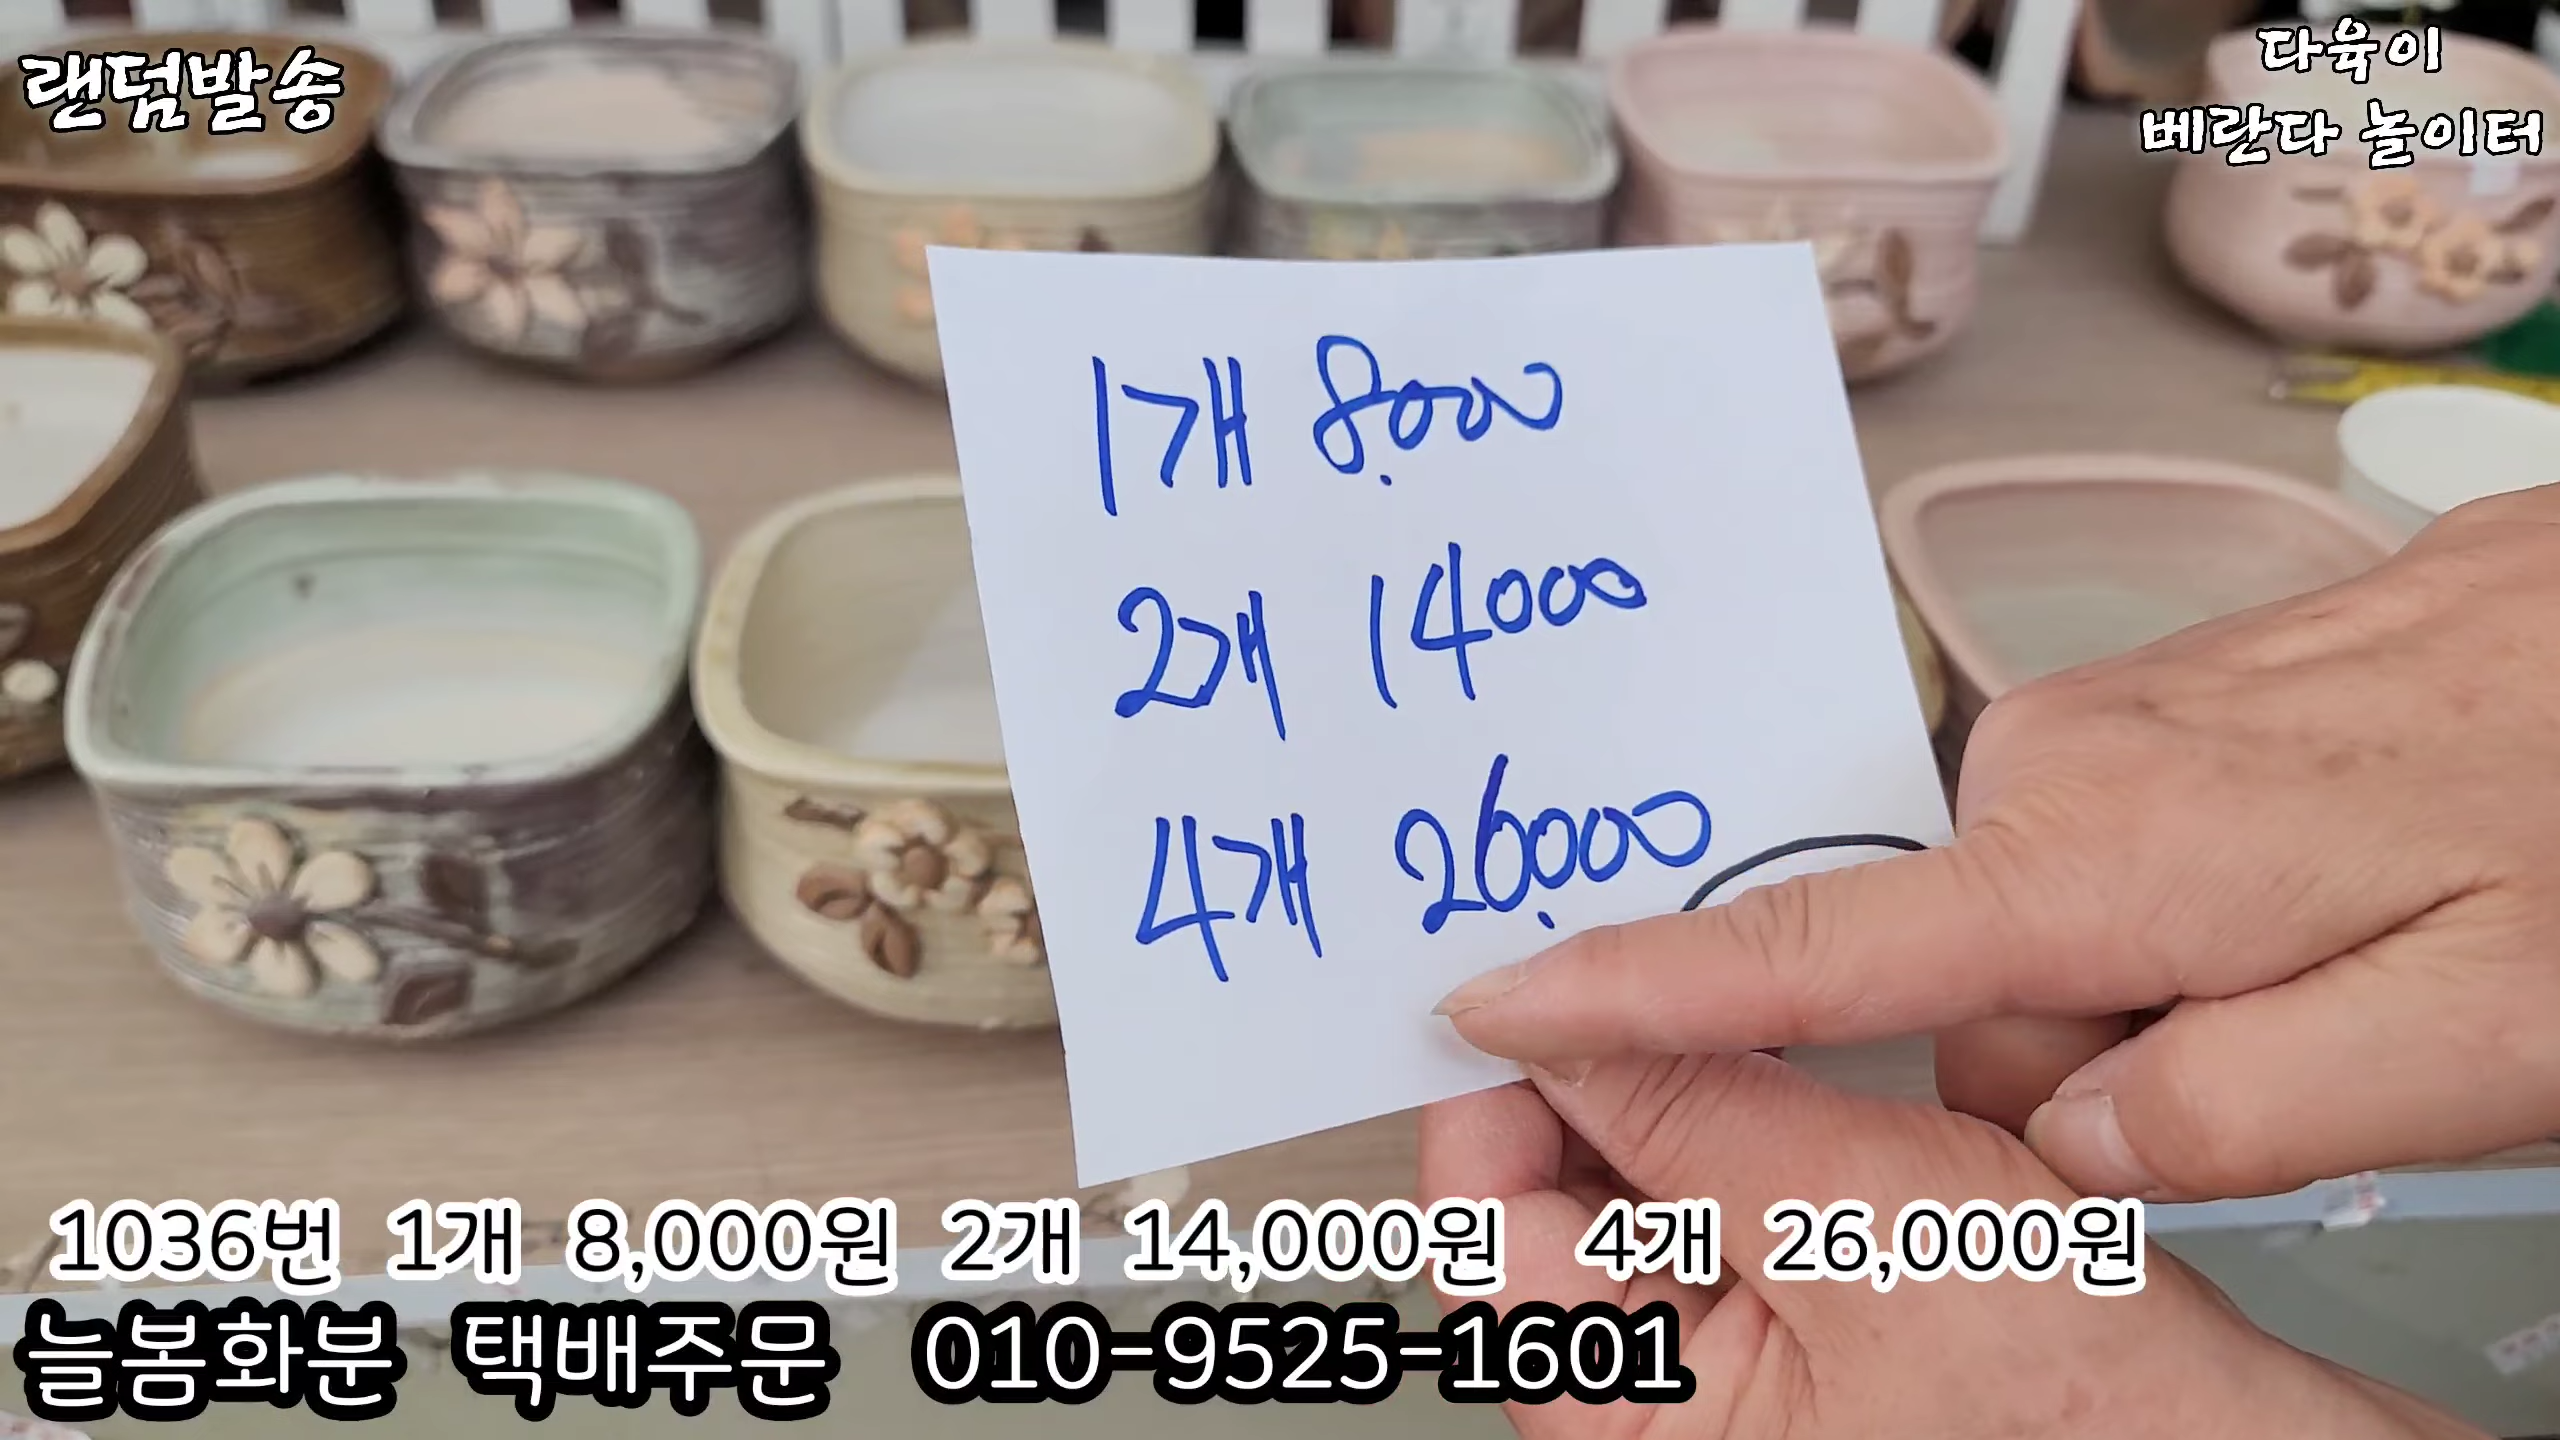 랜덤발송
다육이
베란다 놀이터
1개 8.000
2개 14000
4개 26.000
1036번 1개 8,000원 2개 14,000원 4개 26,000원
늘봄화분 택배주문 010-9525-1601